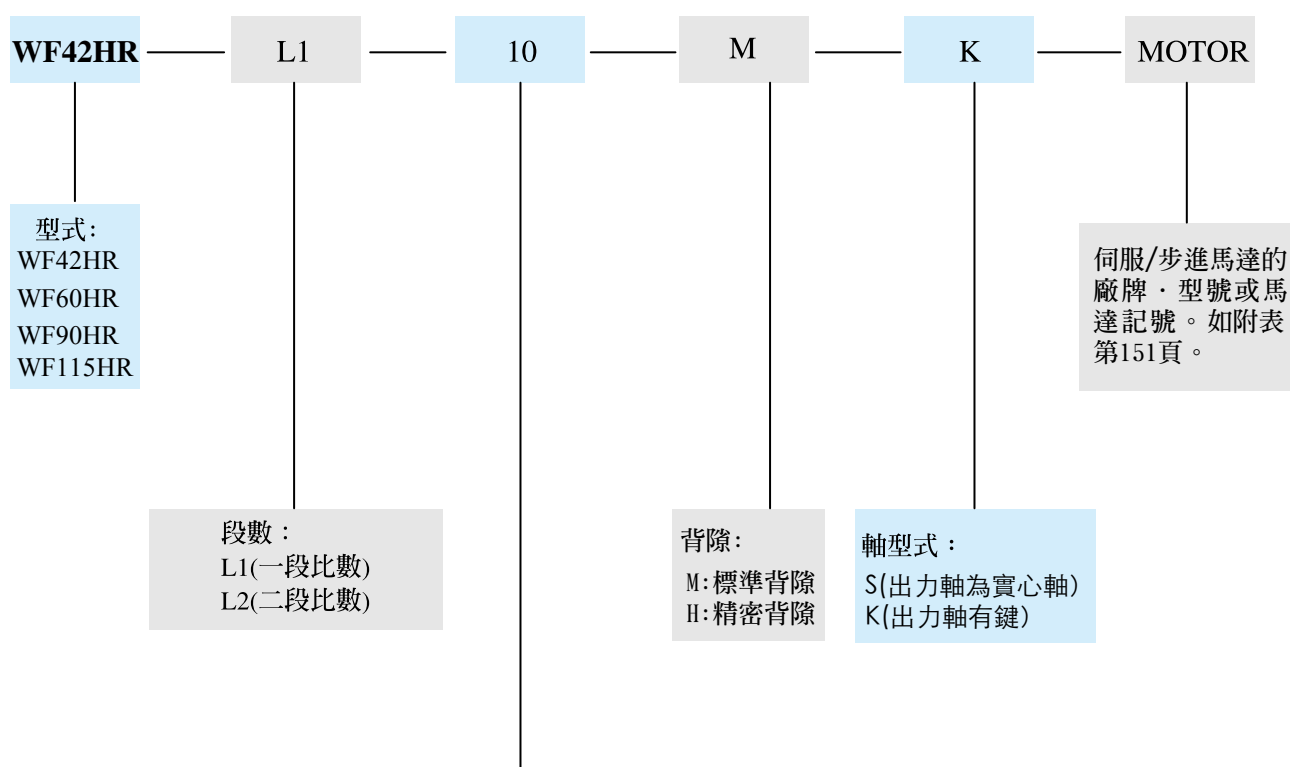 WF42HR L1 10 M K MOTOR
型式:
WF42HR
WF60HR
WF90HR
WF115HR
伺服/步進馬達的
廠牌．型號或馬
達記號。如附表
第151頁。
段數：
L1(一段比數)
L2(二段比數)
背隙:
M:標準背隙
H:精密背隙
軸型式：
S(出力軸為實心軸)
K(出力軸有鍵)